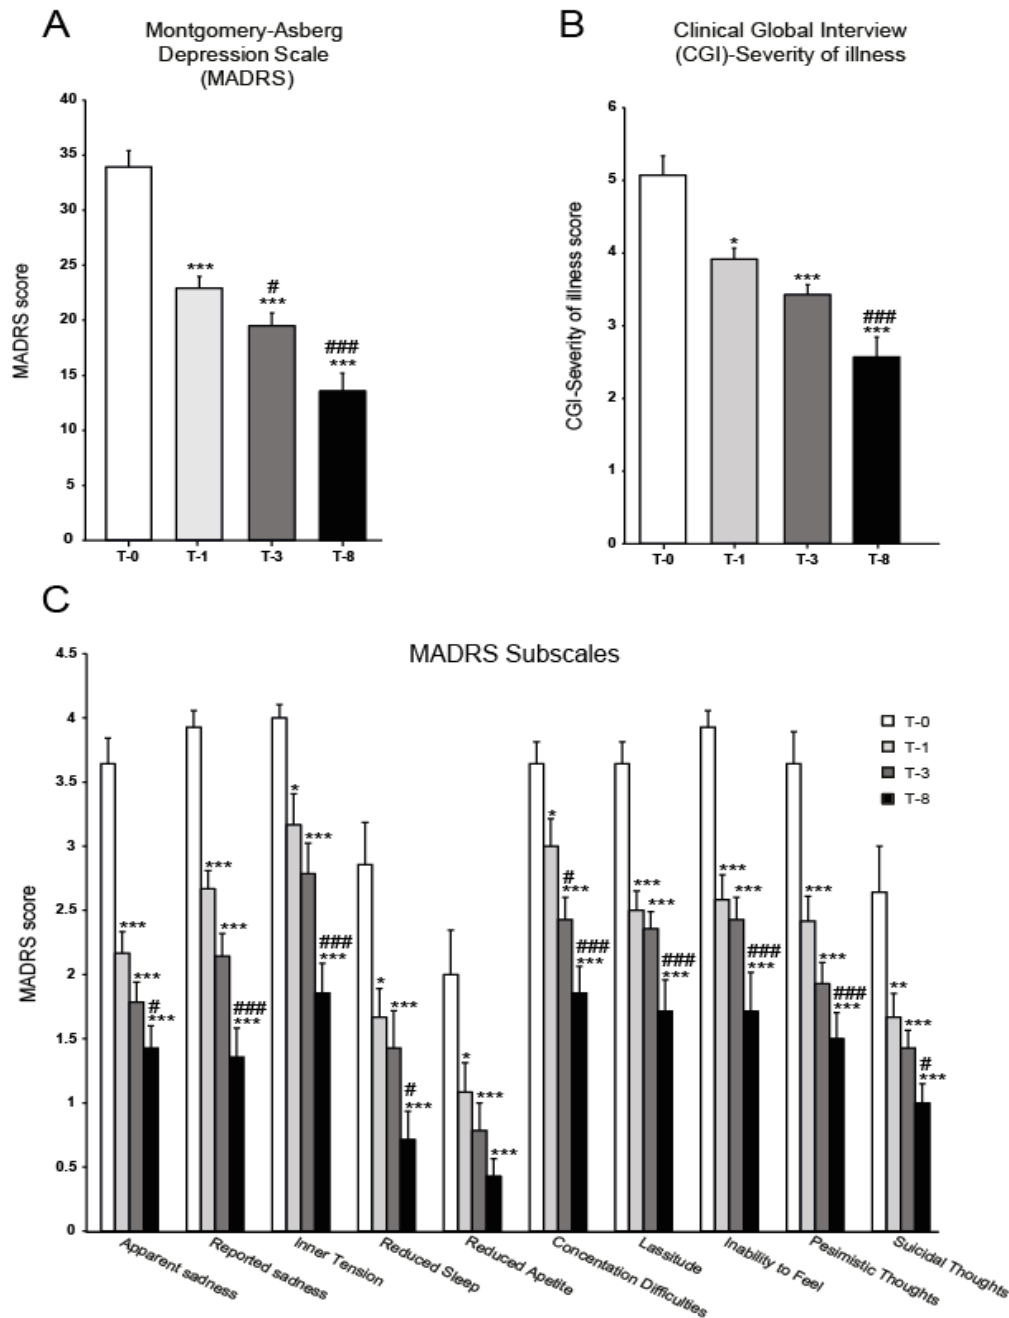 A
Montgomery-Asberg
Depression Scale
(MADRS)
MADRS score
40
35
30
25
20
15
10
5
0
***
#
***
###
***
T-0 T-1 T-3 T-8
B
Clinical Global Interview
(CGI)-Severity of illness
CGI-Severity of illness score
6
5
4
3
2
1
0
*
***
###
***
T-0 T-1 T-3 T-8
C
MADRS Subscales
MADRS score
4.5
4
3.5
3
2.5
2
1.5
1
0.5
0
T-0
T-1
T-3
T-8
***
***
#
***
***
***
###
***
*
***
###
***
*
***
#
***
*
***
***
*
#
***
###
***
***
***
###
***
***
***
###
***
***
***
###
***
**
***
#
***
Apparent sadness
Reported sadness
Inner Tension
Reduced Sleep
Reduced Apetite
Concentation Difficulties
Lassitude
Inability to Feel
Pesimistic Thoughts
Suicidal Thoughts